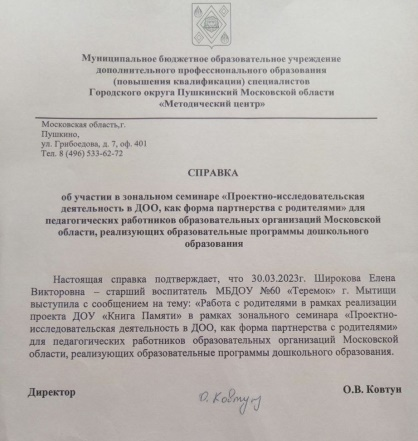 Муниципальное бюджетное образовательное учреждение
дополнительного профессионального образования
(повышения квалификации) специалистов
Городского округа Пушкинский Московской области
«Методический центр»
Московская область,г.
Пушкино,
ул. Грибоедова, д. 7, оф. 401
Тел. 8 (496) 533-62-72
СПРАВКА
об участии в зональном семинаре «Проектно-исследовательская
деятельность в ДОО, как форма партнерства с родителями» для
педагогических работников образовательных организаций Московской
области, реализующих образовательные программы дошкольного
образования
Настоящая справка подтверждает, что 30.03.2023г. Широкова Елена
Викторовна – старший воспитатель МБДОУ №60 «Теремок» г. Мытищи
выступила с сообщением на тему: «Работа с родителями в рамках реализации
проекта ДОУ «Книга Памяти» в рамках зонального семинара «Проектно-
исследовательская деятельность в ДОО, как форма партнерства с родителями»
для педагогических работников образовательных организаций Московской
области, реализующих образовательные программы дошкольного образования.
Директор О. Ковтун О.В. Ковтун